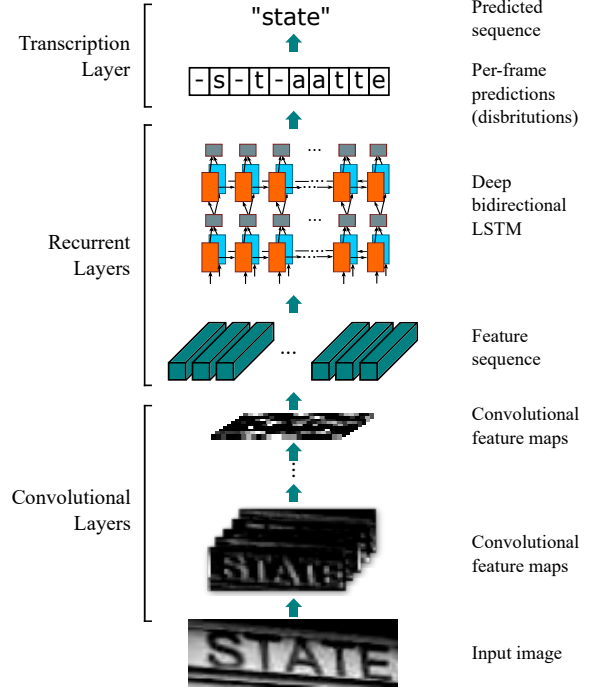 Predicted
sequence
"state"
Transcription
Layer
- s - t - a a t t e
Per-frame
predictions
(disbritutions)
...
Deep
bidirectional
LSTM
Recurrent
Layers
...
Feature
sequence
Convolutional
feature maps
Convolutional
Layers
STATE
Convolutional
feature maps
STATE
Input image